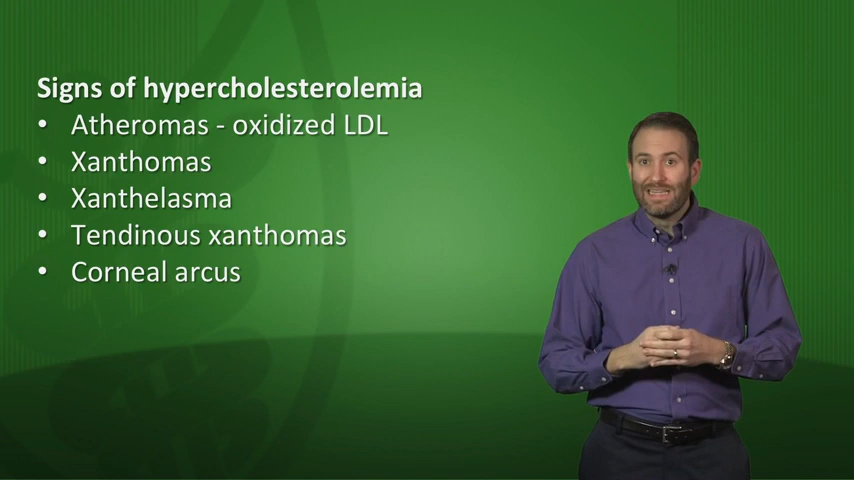 Signs of hypercholesterolemia
• Atheromas - oxidized LDL
• Xanthomas
• Xanthelasma
• Tendinous xanthomas
• Corneal arcus